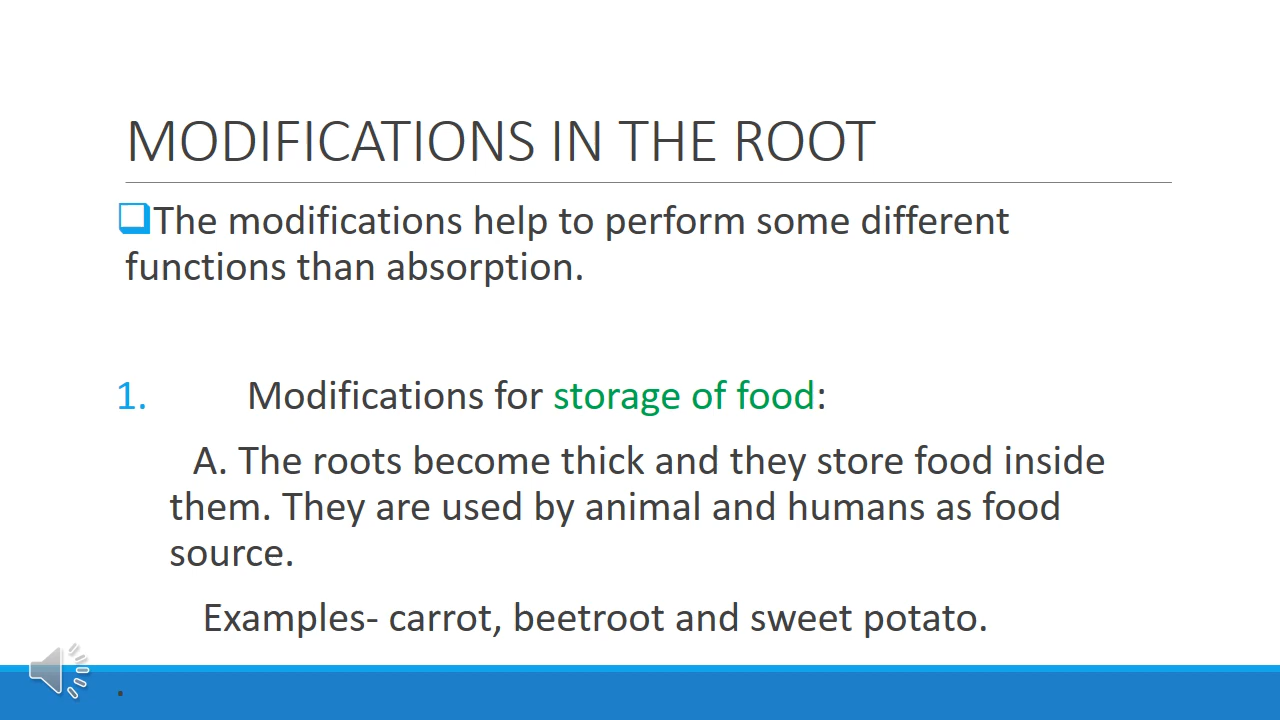 MODIFICATIONS IN THE ROOT
The modifications help to perform some different
functions than absorption.
1. Modifications for storage of food:
A. The roots become thick and they store food inside
them. They are used by animal and humans as food
source.
Examples- carrot, beetroot and sweet potato.
.